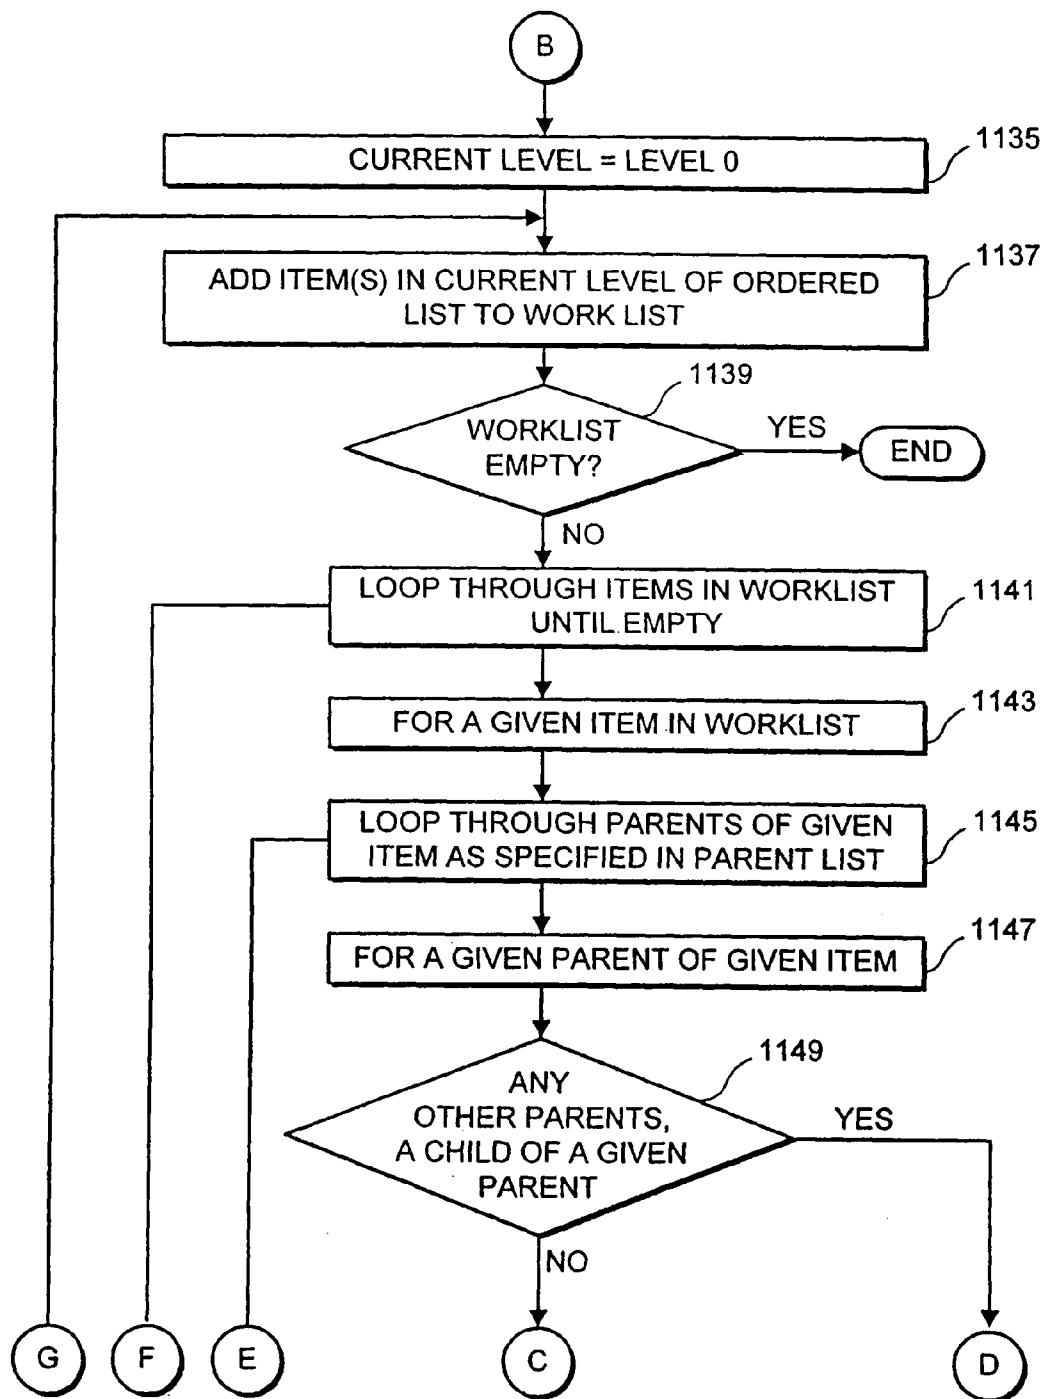 B
CURRENT LEVEL = LEVEL 0
1135
ADD ITEM(S) IN CURRENT LEVEL OF ORDERED
LIST TO WORK LIST
1137
1139
WORKLIST
EMPTY?
YES
END
NO
LOOP THROUGH ITEMS IN WORKLIST
UNTIL EMPTY
1141
FOR A GIVEN ITEM IN WORKLIST
1143
LOOP THROUGH PARENTS OF GIVEN
ITEM AS SPECIFIED IN PARENT LIST
1145
FOR A GIVEN PARENT OF GIVEN ITEM
1147
1149
ANY
OTHER PARENTS,
A CHILD OF A GIVEN
PARENT
YES
NO
G
F
E
C
D